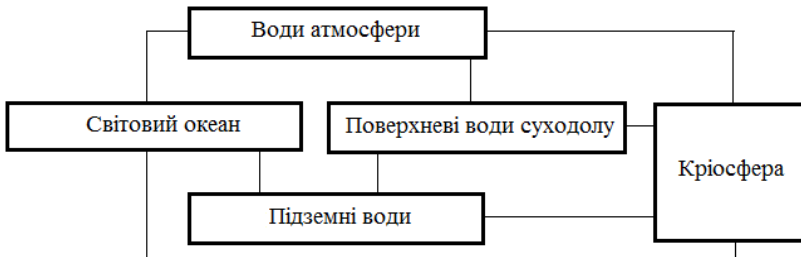 Води атмосфери
Світовий океан
Поверхневі води суходолу
Кріосфера
Підземні води